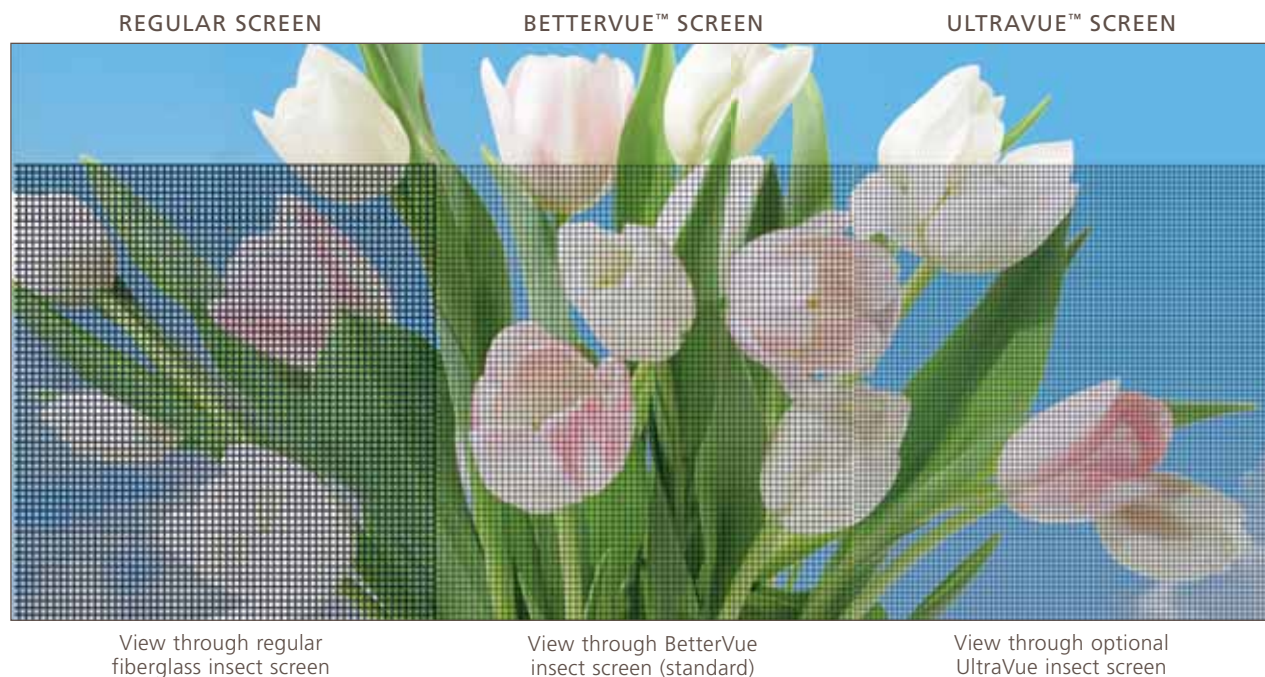 REGULAR SCREEN
BETTERVUE™ SCREEN
ULTRAVUE™ SCREEN
View through regular
fiberglass insect screen
View through BetterVue
insect screen (standard)
View through optional
UltraVue insect screen